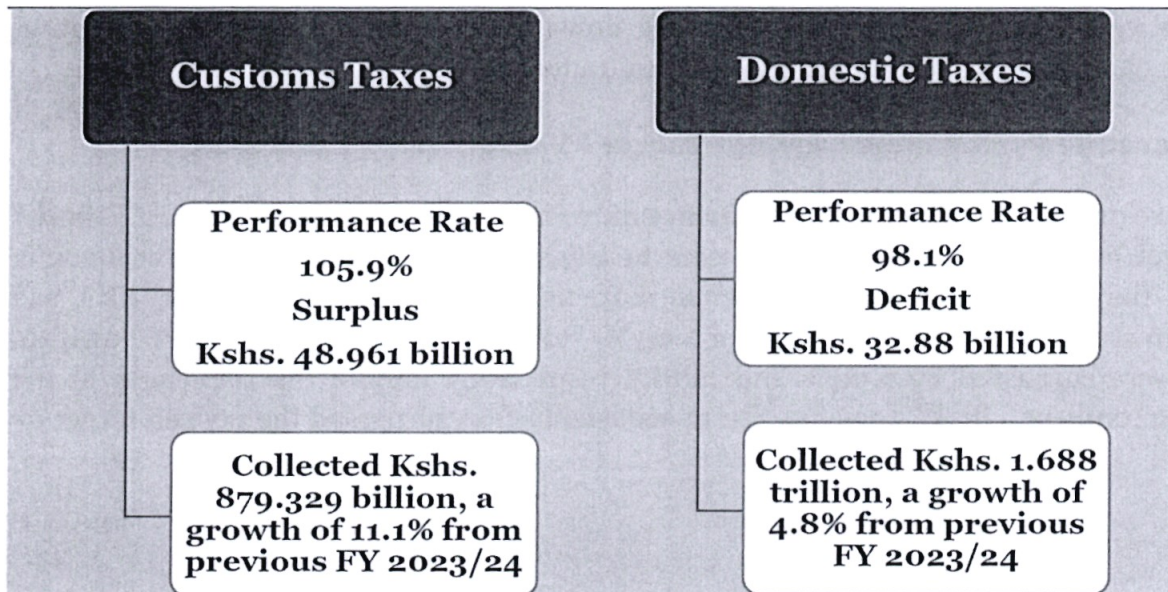 Customs Taxes
Performance Rate
105.9%
Surplus
Kshs. 48.961 billion
Collected Kshs.
879.329 billion, a
growth of 11.1% from
previous FY 2023/24
Domestic Taxes
Performance Rate
98.1%
Deficit
Kshs. 32.88 billion
Collected Kshs. 1.688
trillion, a growth of
4.8% from previous
FY 2023/24